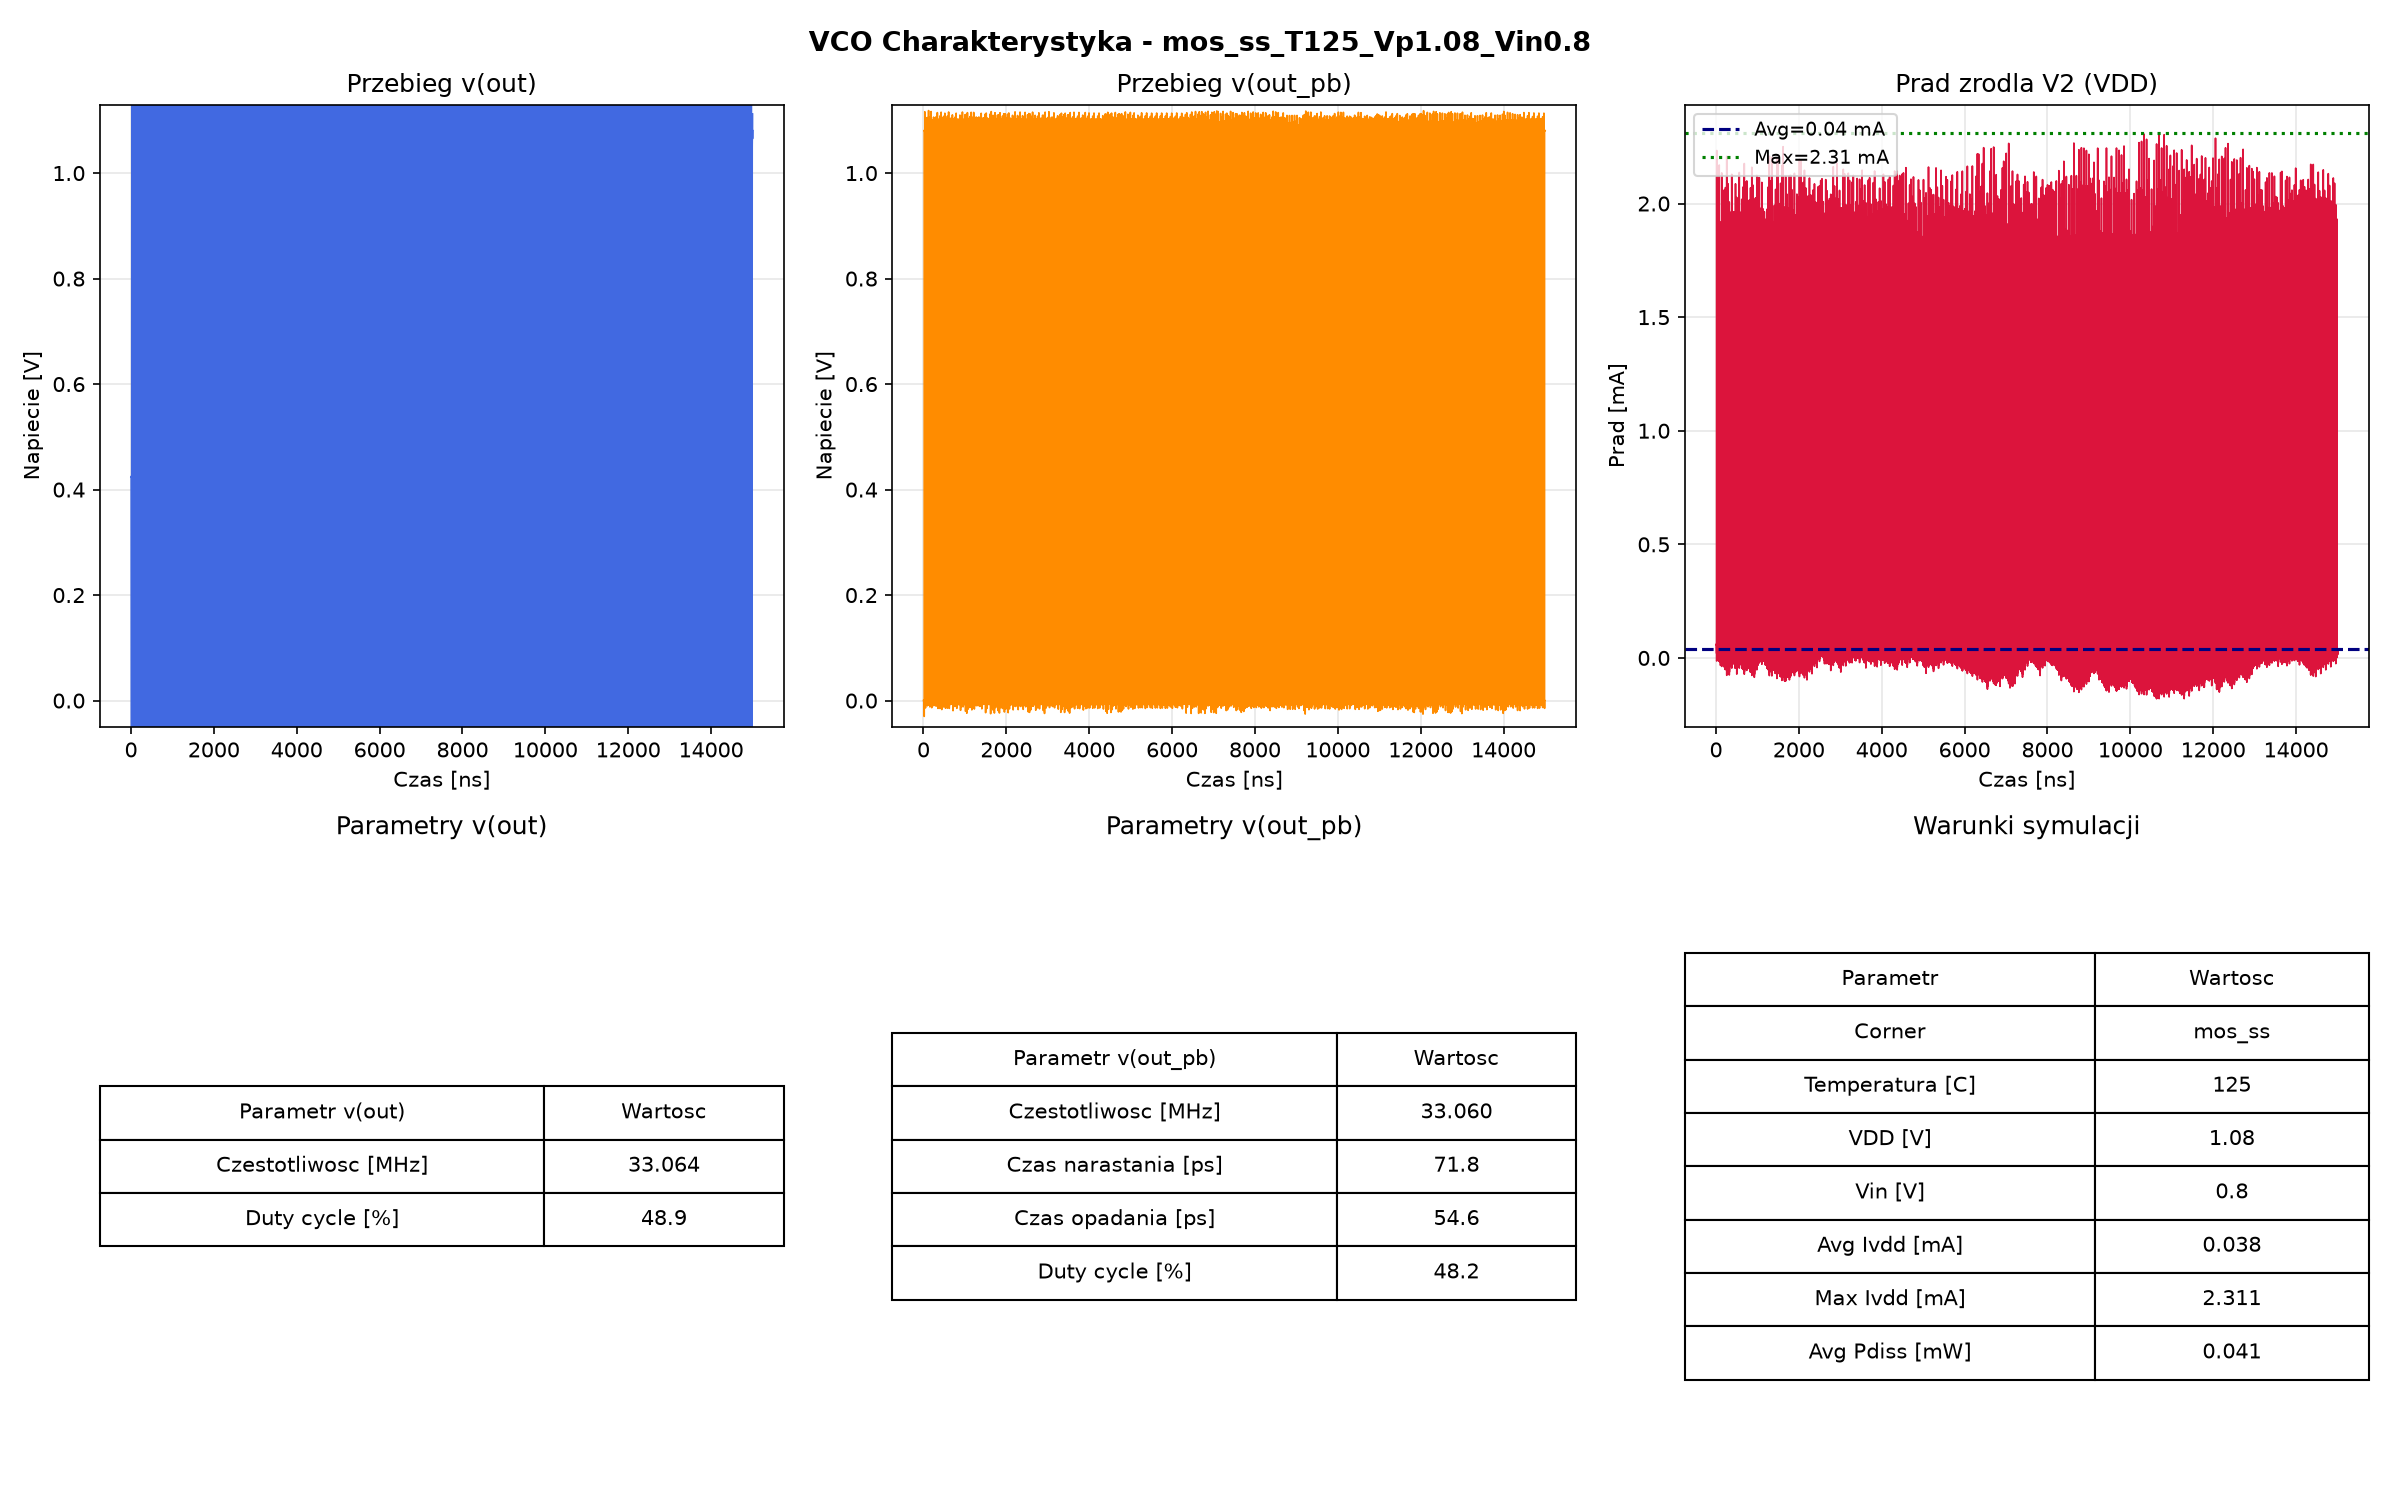 VCO Charakterystyka - mos_ss_T125_Vp1.08_Vin0.8
Przebieg v(out)
Napiecie [V]
1.0
0.8
0.6
0.4
0.2
0.0
0 2000 4000 6000 8000 10000 12000 14000
Czas [ns]
Przebieg v(out_pb)
Napiecie [V]
1.0
0.8
0.6
0.4
0.2
0.0
0 2000 4000 6000 8000 10000 12000 14000
Czas [ns]
Prad zrodla V2 (VDD)
Avg=0.04 mA
Max=2.31 mA
Prad [mA]
2.0
1.5
1.0
0.5
0.0
0 2000 4000 6000 8000 10000 12000 14000
Czas [ns]
Parametry v(out)
Parametr v(out) Wartosc
Czestotliwosc [MHz] 33.064
Duty cycle [%] 48.9
Parametry v(out_pb)
Parametr v(out_pb) Wartosc
Czestotliwosc [MHz] 33.060
Czas narastania [ps] 71.8
Czas opadania [ps] 54.6
Duty cycle [%] 48.2
Warunki symulacji
Parametr Wartosc
Corner mos_ss
Temperatura [C] 125
VDD [V] 1.08
Vin [V] 0.8
Avg Ivdd [mA] 0.038
Max Ivdd [mA] 2.311
Avg Pdiss [mW] 0.041